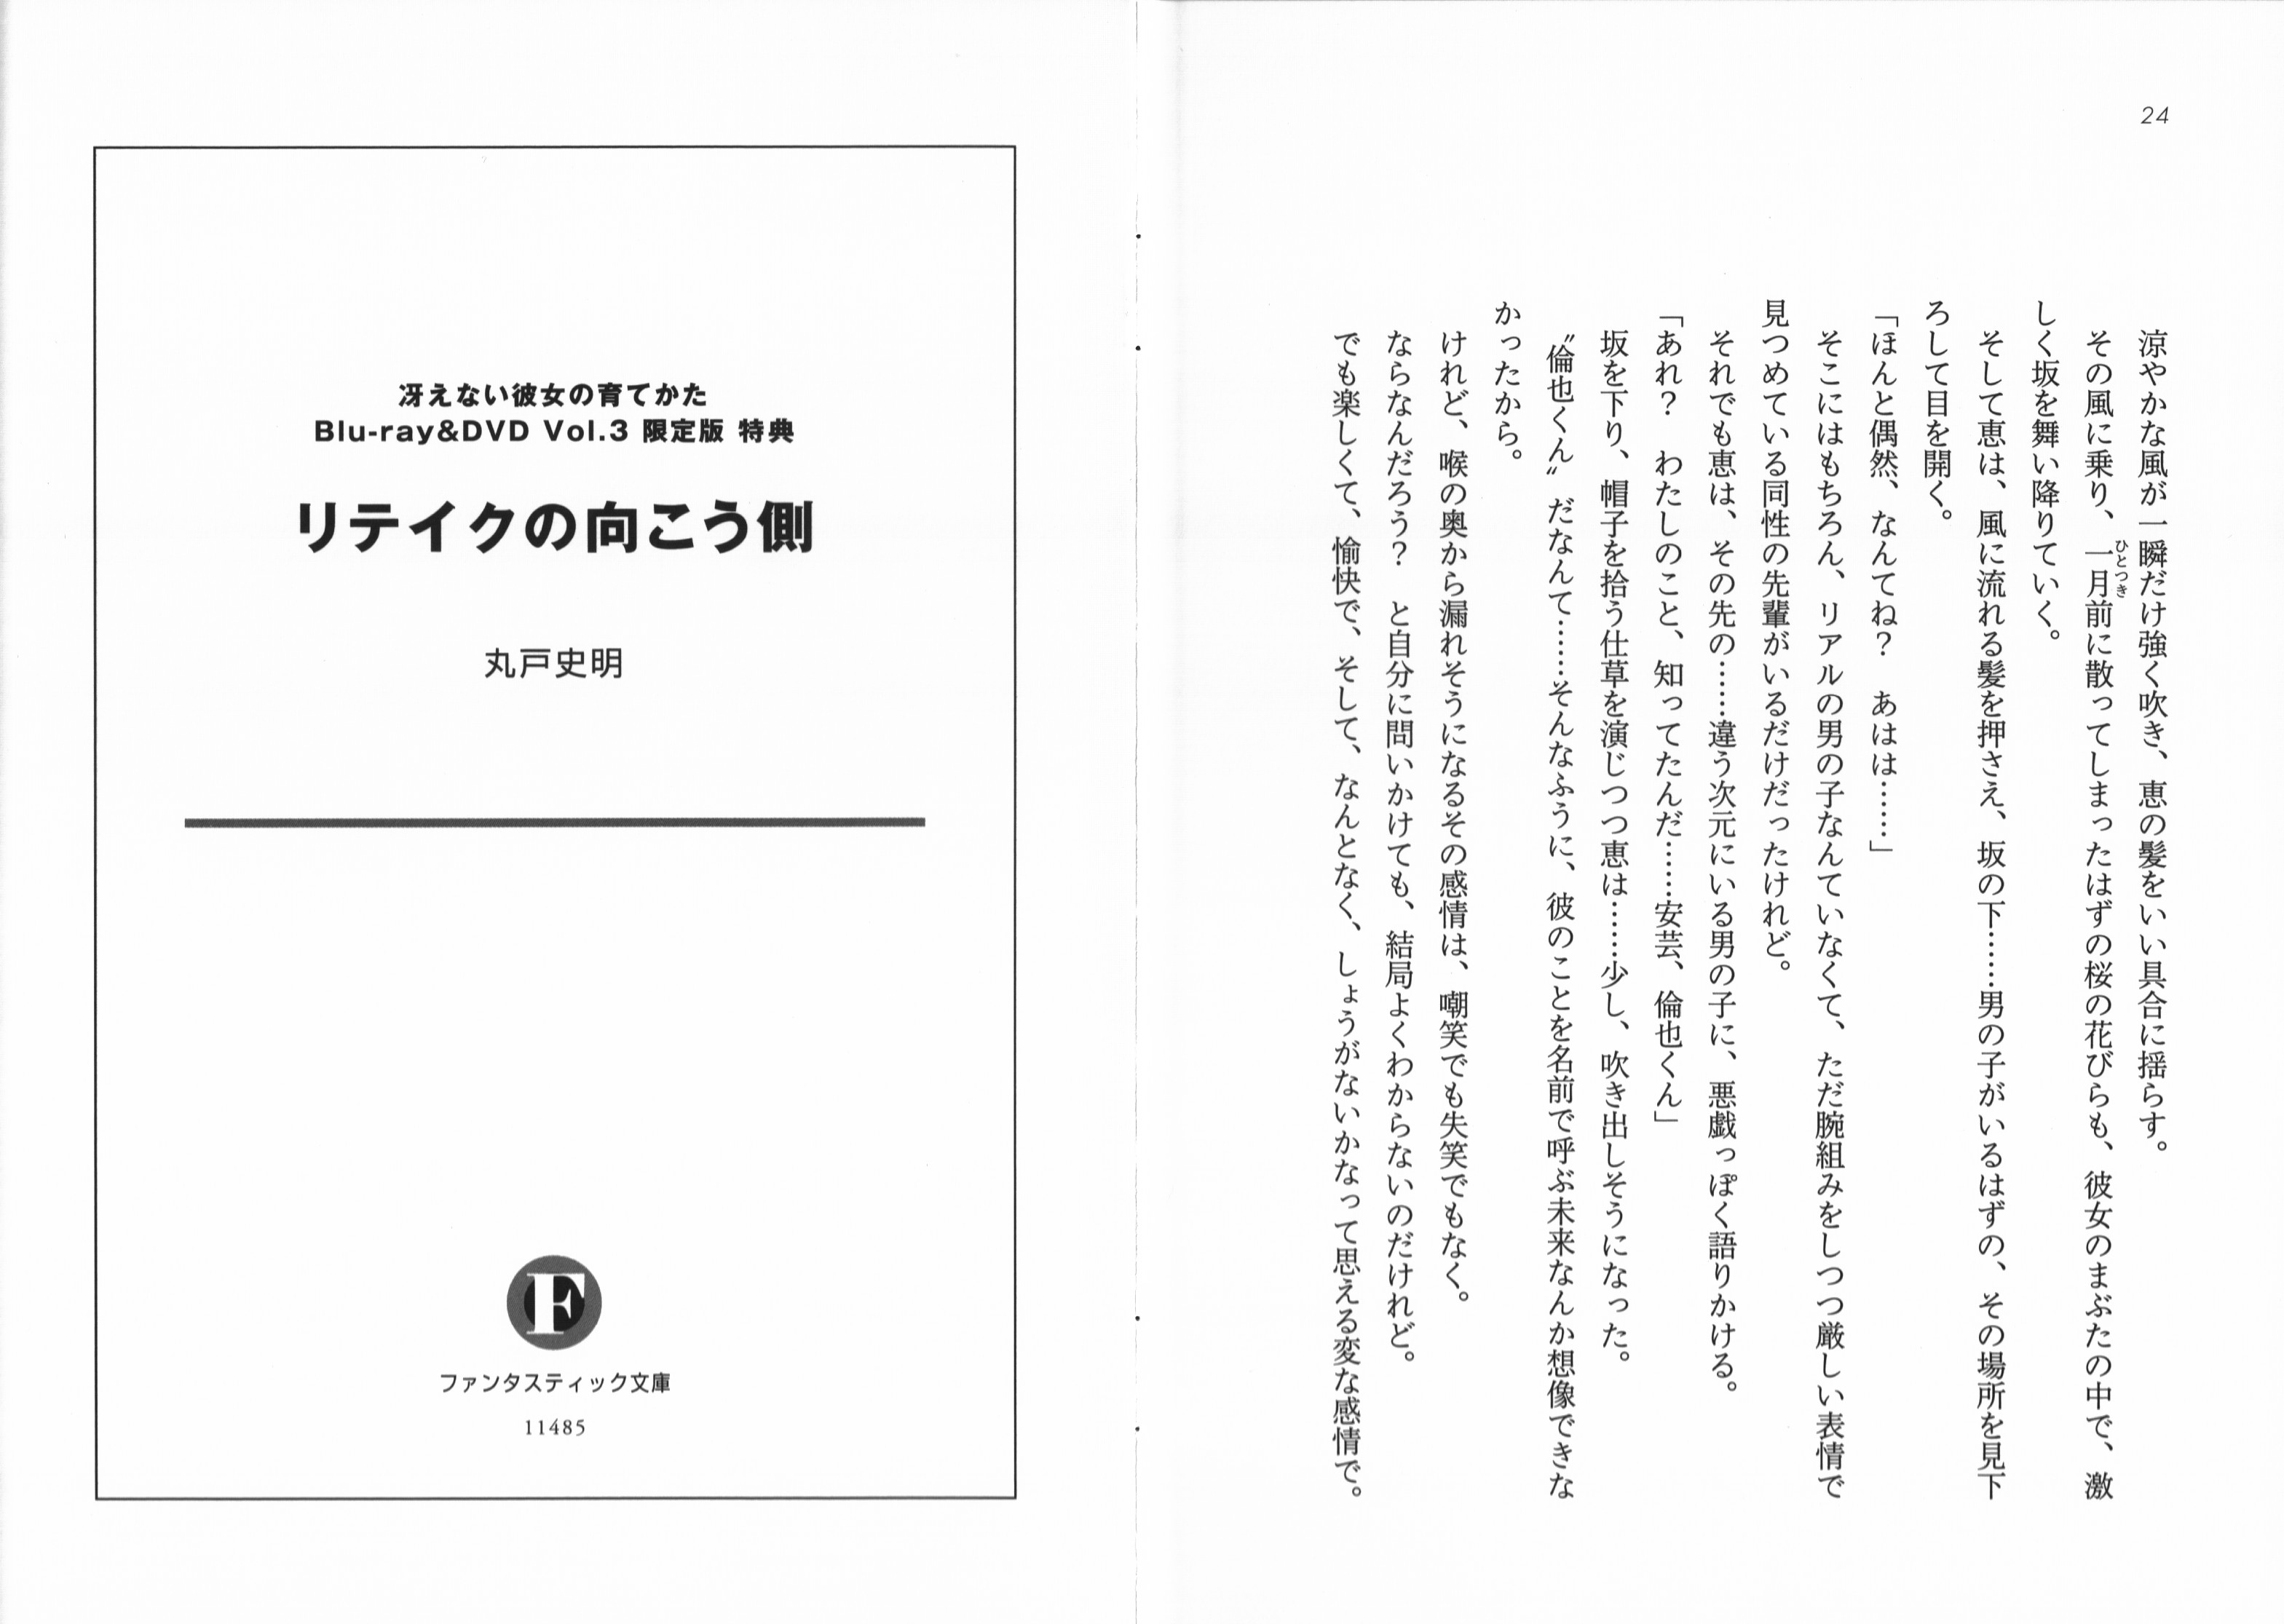 24
涼やかな風が一瞬だけ強く吹き、恵の髪をいい具合に揺らす。
その風に乗り、一月前に散ってしまったはずの桜の花びらも、彼女のまぶたの中で、激
ひとつき
しく坂を舞い降りていく。
そして恵は、風に流れる髪を押さえ、坂の下……男の子がいるはずの、その場所を見下
ろして目を開く。
「ほんと偶然、なんてね？　あはは……」
そこにはもちろん、リアルの男の子なんていなくて、ただ腕組みをしつつ厳しい表情で
見つめている同性の先輩がいるだけだったけれど。
それでも恵は、その先の……違う次元にいる男の子に、悪戯っぽく語りかける。
「あれ？　わたしのこと、知ってたんだ……安芸、倫也くん」
坂を下り、帽子を拾う仕草を演じつつ恵は……少し、吹き出しそうになった。
〝倫也くん〟だなんて……そんなふうに、彼のことを名前で呼ぶ未来なんか想像できな
かったから。
けれど、喉の奥から漏れそうになるその感情は、嘲笑でも失笑でもなく。
ならなんだろう？　と自分に問いかけても、結局よくわからないのだけれど。
でも楽しくて、愉快で、そして、なんとなく、しょうがないかなって思える変な感情で。
冴えない彼女の育てかた
Blu-ray&DVD Vol.3 限定版 特典
リテイクの向こう側
丸戸史明
F
ファンタスティック文庫
11485